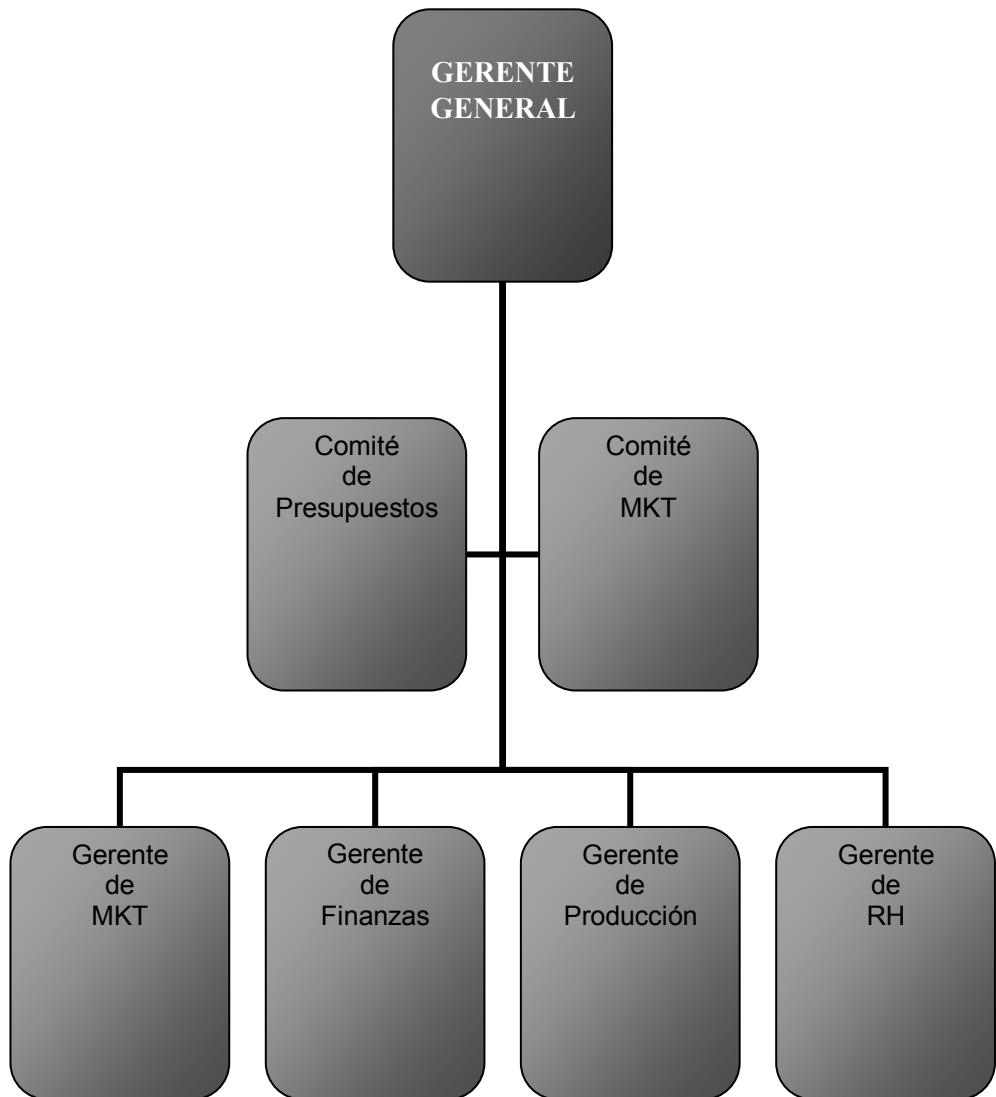 GERENTE
GENERAL
Comité
de
Presupuestos
Comité
de
MKT
Gerente
de
MKT
Gerente
de
Finanzas
Gerente
de
Producción
Gerente
de
RH